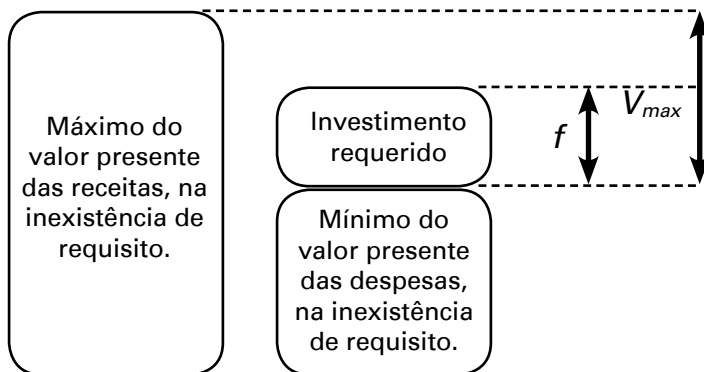 Máximo do
valor presente
das receitas, na
inexistência de
requisito.
Investimento
requerido
f
Vmax
Mínimo do
valor presente
das despesas,
na inexistência
de requisito.